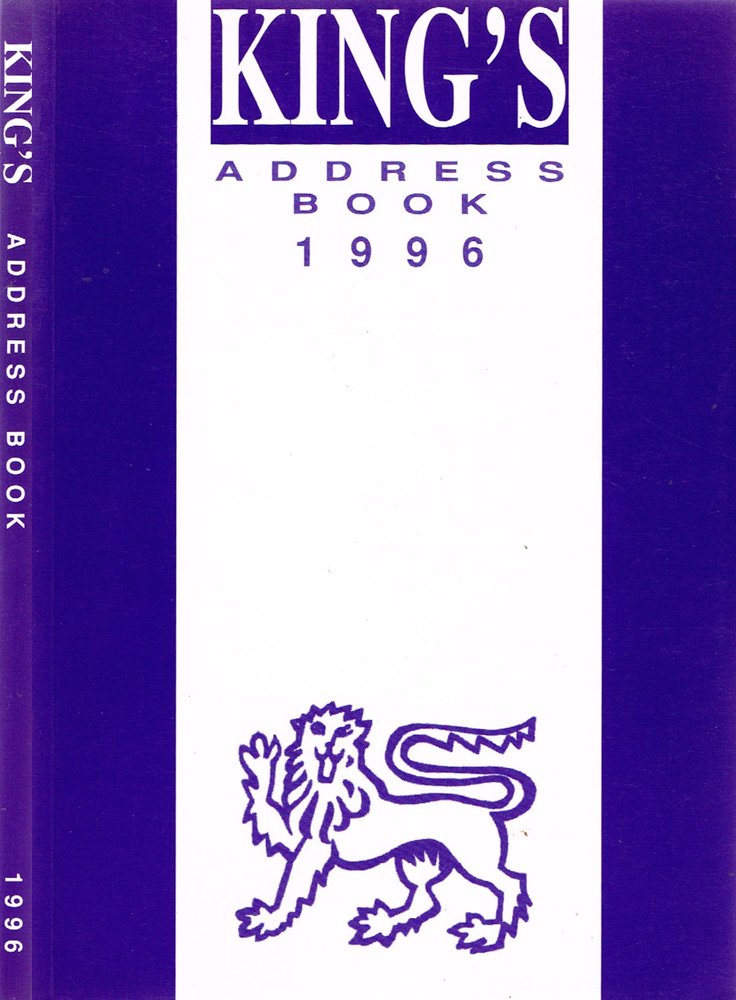 KING'S ADDRESS BOOK 1996
KING'S
ADDRESS
BOOK
1996